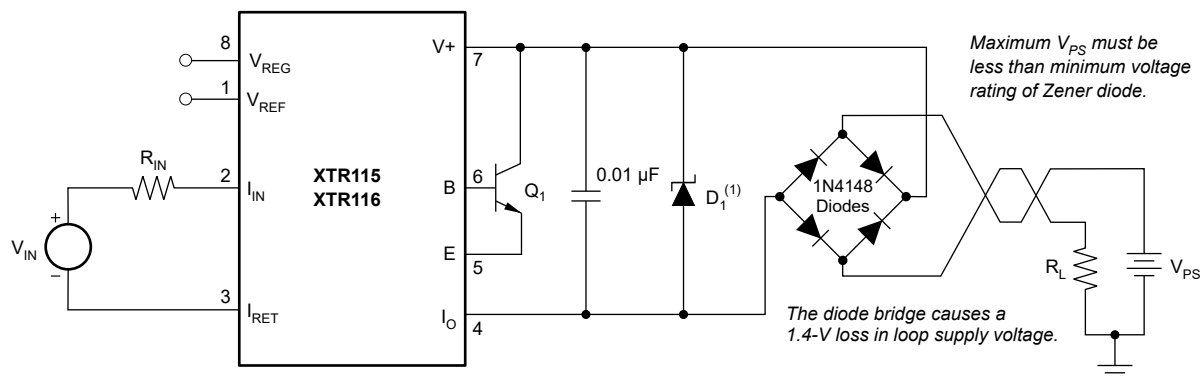 8
V_REG
1
V_REF
R_IN
2
I_IN
+
V_IN
−
3
I_RET
XTR115
XTR116
V+
7
6
B
Q_1
E
5
I_O
4
0.01 µF
D_1^(1)
1N4148
Diodes
Maximum V_PS must be
less than minimum voltage
rating of Zener diode.
R_L
V_PS
The diode bridge causes a
1.4-V loss in loop supply voltage.